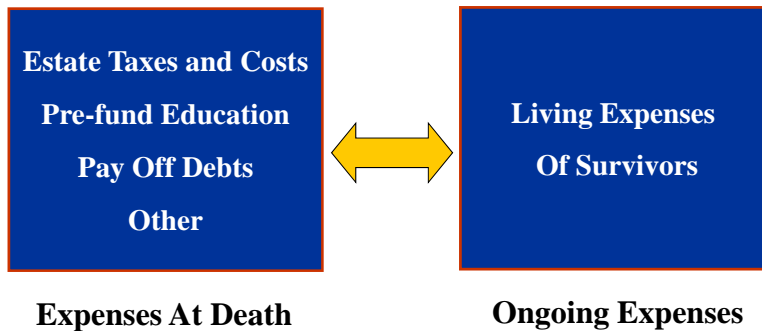 Estate Taxes and Costs
Pre-fund Education
Pay Off Debts
Other
Expenses At Death
Living Expenses
Of Survivors
Ongoing Expenses